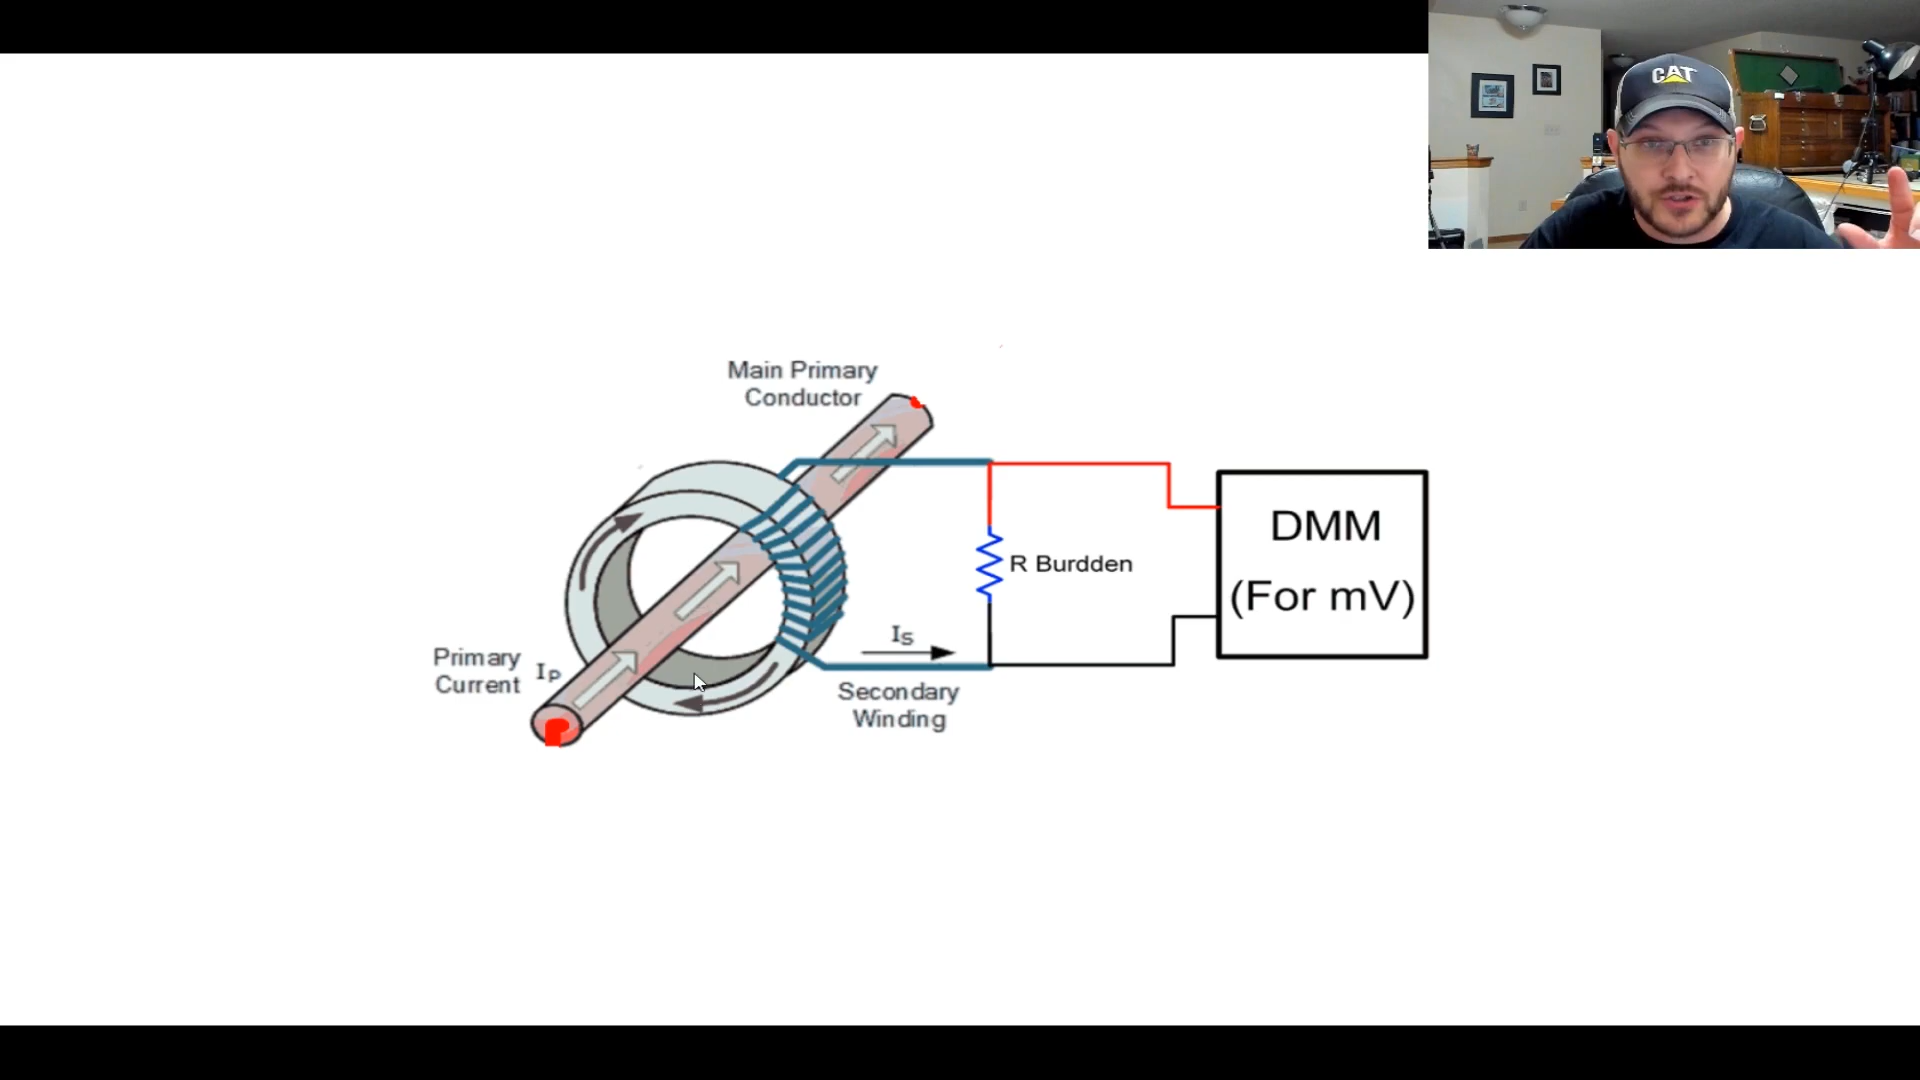 CAT
Main Primary
Conductor
DMM
(For mV)
R Burdden
Primary
Current
IP
IS
Secondary
Winding